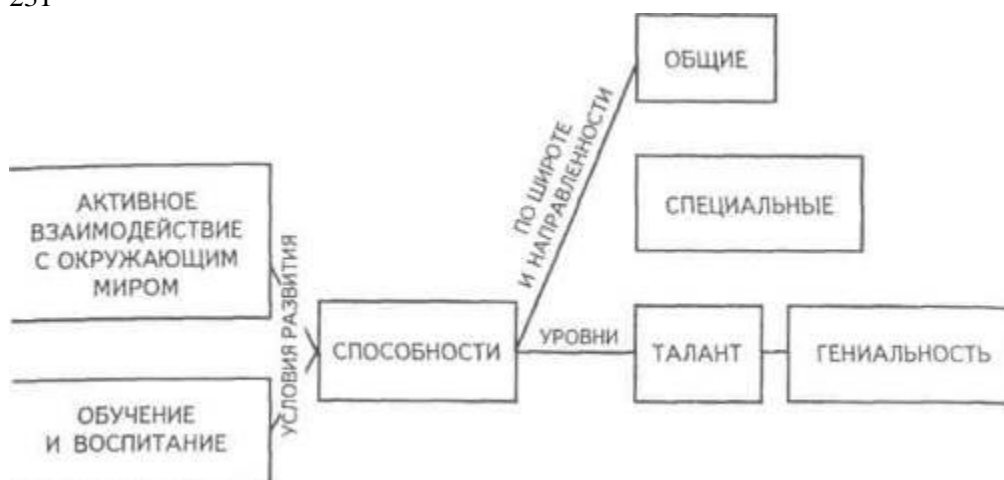 231
ОБЩИЕ
ПО ШИРОТЕ
И НАПРАВЛЕННОСТИ
СПЕЦИАЛЬНЫЕ
АКТИВНОЕ
ВЗАИМОДЕЙСТВИЕ
С ОКРУЖАЮЩИМ
МИРОМ
УСЛОВИЯ РАЗВИТИЯ
СПОСОБНОСТИ
УРОВНИ
ТАЛАНТ
ГЕНИАЛЬНОСТЬ
ОБУЧЕНИЕ
И ВОСПИТАНИЕ